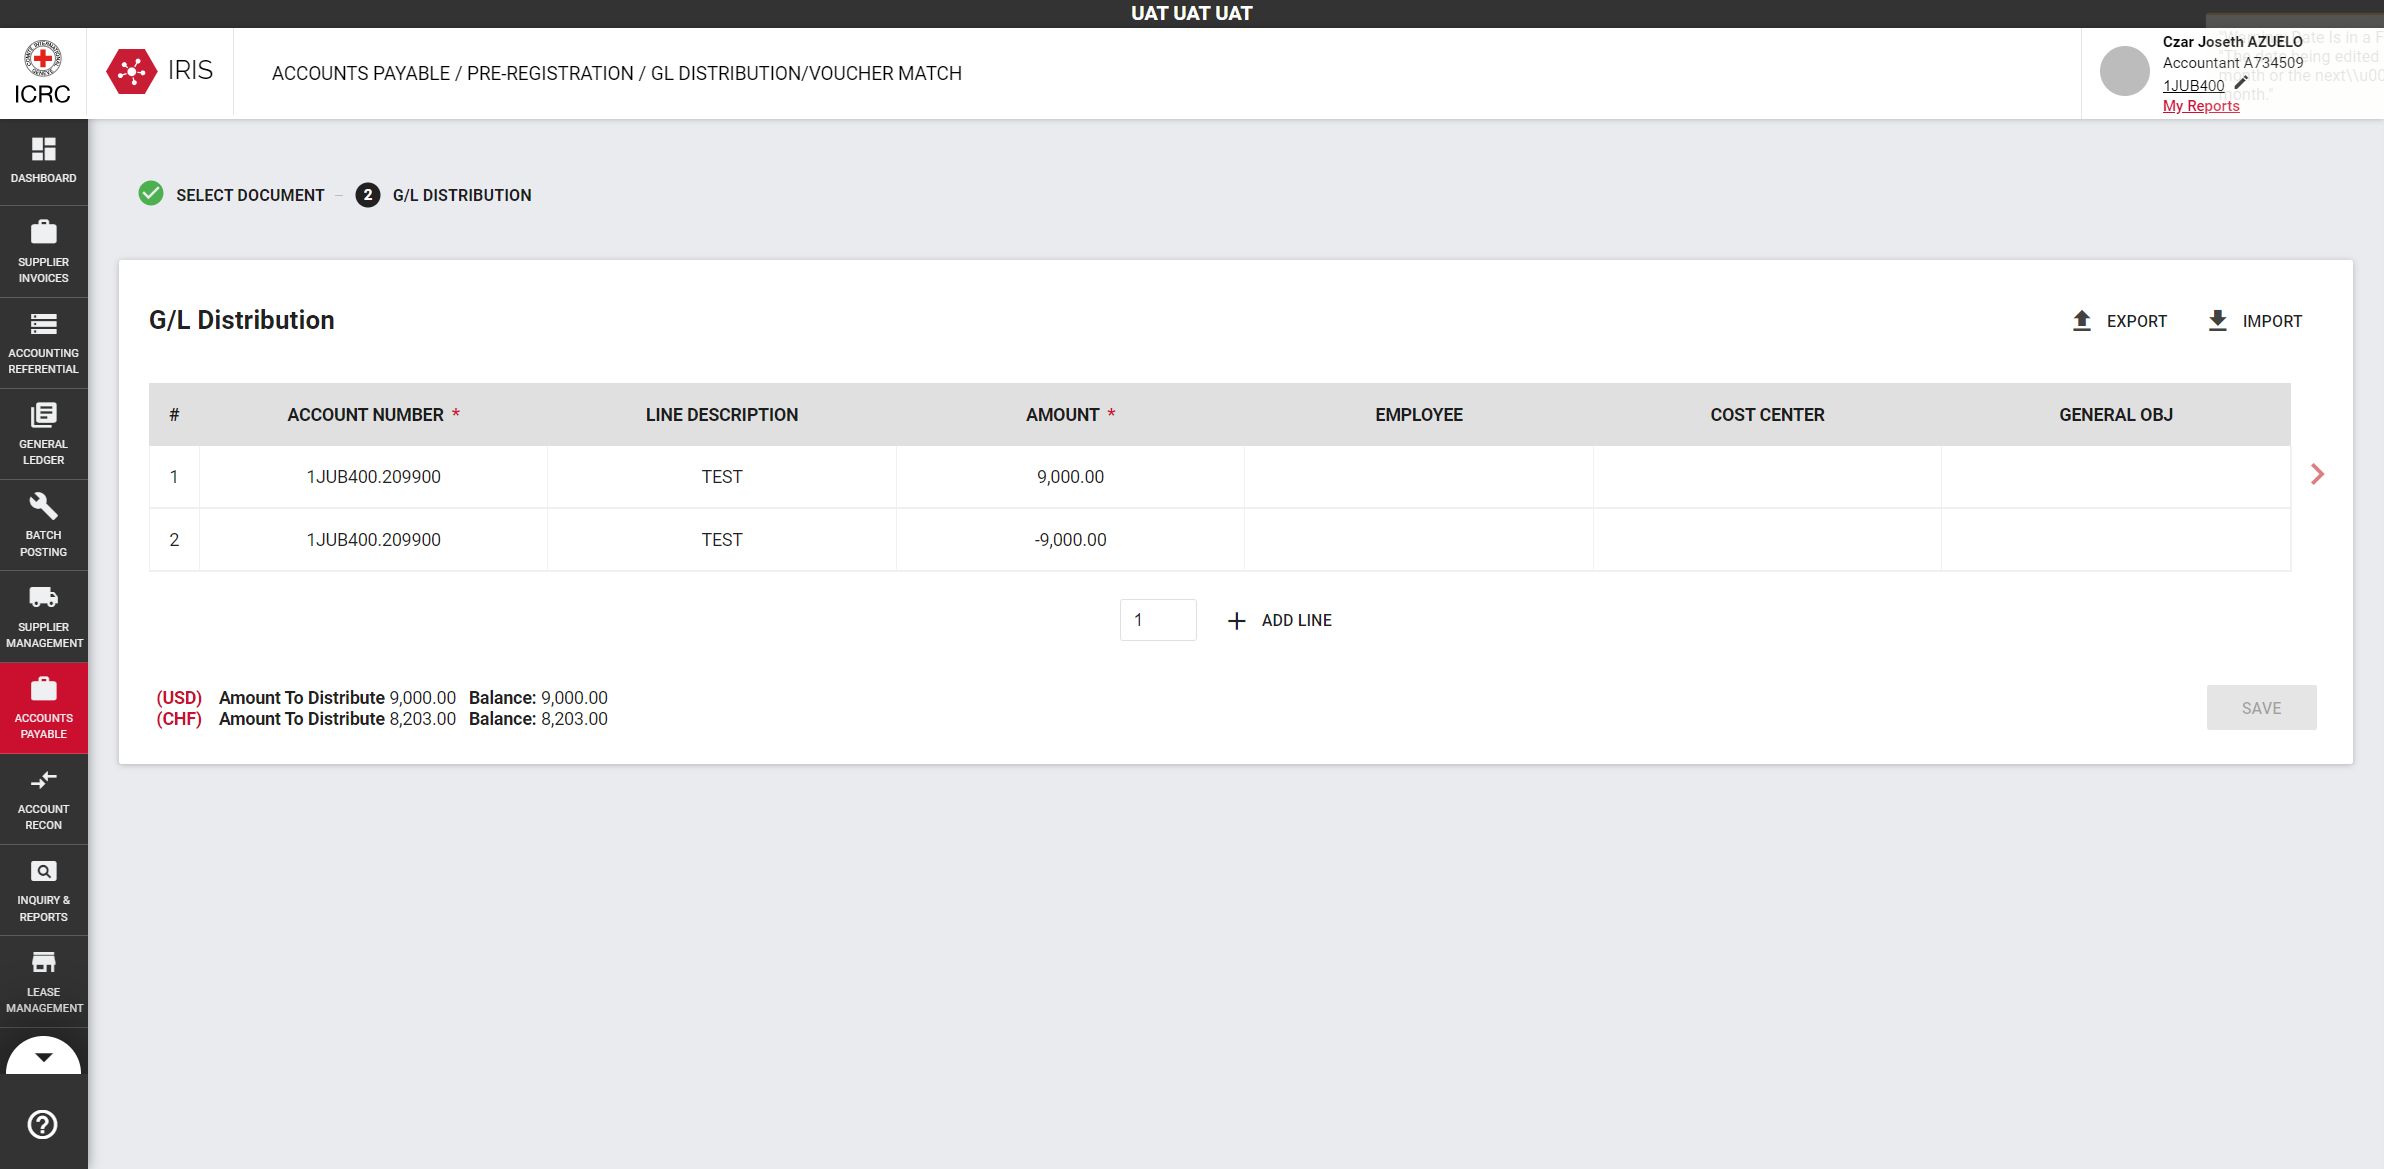 UAT UAT UAT
ICRC
IRIS
ACCOUNTS PAYABLE / PRE-REGISTRATION / GL DISTRIBUTION/VOUCHER MATCH
Czar Joseth AZUELO
Accountant A734509
1JUB400
My Reports
DASHBOARD
SUPPLIER
INVOICES
ACCOUNTING
REFERENTIAL
GENERAL
LEDGER
BATCH
POSTING
SUPPLIER
MANAGEMENT
ACCOUNTS
PAYABLE
ACCOUNT
RECON
INQUIRY &
REPORTS
LEASE
MANAGEMENT
SELECT DOCUMENT – 2 G/L DISTRIBUTION
G/L Distribution
EXPORT IMPORT
# ACCOUNT NUMBER * LINE DESCRIPTION AMOUNT * EMPLOYEE COST CENTER GENERAL OBJ
1 1JUB400.209900 TEST 9,000.00
2 1JUB400.209900 TEST -9,000.00
1 + ADD LINE
(USD) Amount To Distribute 9,000.00 Balance: 9,000.00
(CHF) Amount To Distribute 8,203.00 Balance: 8,203.00
SAVE